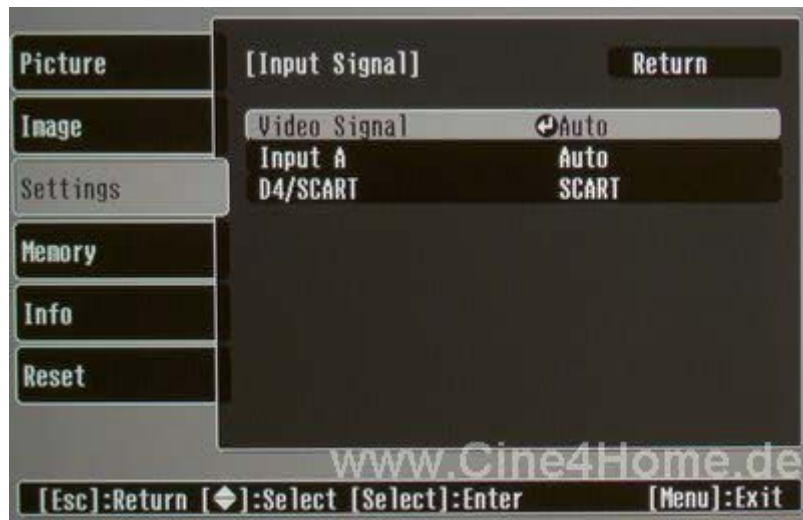 Picture
Image
Settings
Memory
Info
Reset
[Input Signal] Return
Video Signal Auto
Input A Auto
D4/SCART SCART
www.Cine4Home.de
[Esc]:Return [ ]:Select [Select]:Enter [Menu]:Exit